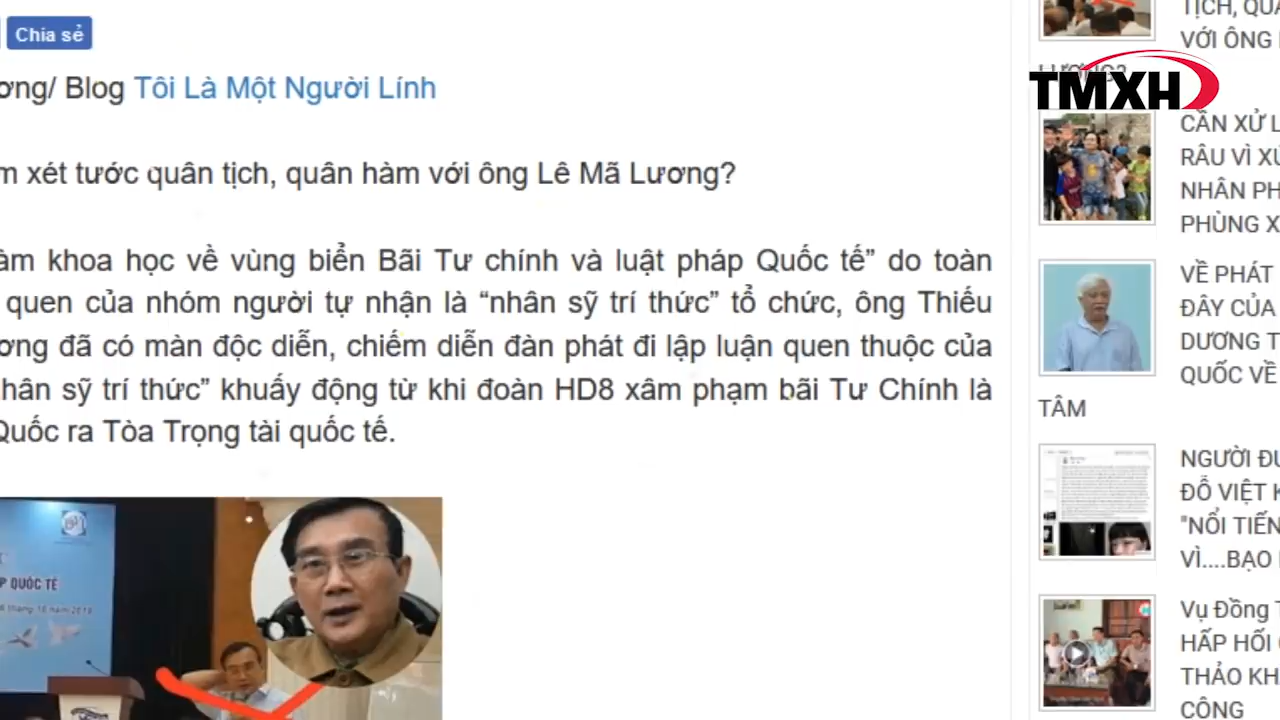 Chia sẻ
ơng/ Blog Tôi Là Một Người Lính
m xét tước quân tịch, quân hàm với ông Lê Mã Lương?
àm khoa học về vùng biển Bãi Tư chính và luật pháp Quốc tế” do toàn
quen của nhóm người tự nhận là “nhân sỹ trí thức” tổ chức, ông Thiếu
ơng đã có màn độc diễn, chiếm diễn đàn phát đi lập luận quen thuộc của
hân sỹ trí thức” khuấy động từ khi đoàn HD8 xâm phạm bãi Tư Chính là
Quốc ra Tòa Trọng tài quốc tế.
P QUỐC TẾ
TỊCH, QUÂ
VỚI ÔNG
LƯƠNG?
TMXH
CẦN XỬ L
RÂU VÌ XÚ
NHÂN PH
PHÙNG X
VỀ PHÁT
ĐÂY CỦA
DƯƠNG T
QUỐC VỀ
TÂM
NGƯỜI ĐƯ
ĐỖ VIỆT K
"NỔI TIẾN
VÌ....BẠO
Vụ Đồng T
HẤP HỐI
THẢO KH
CÔNG